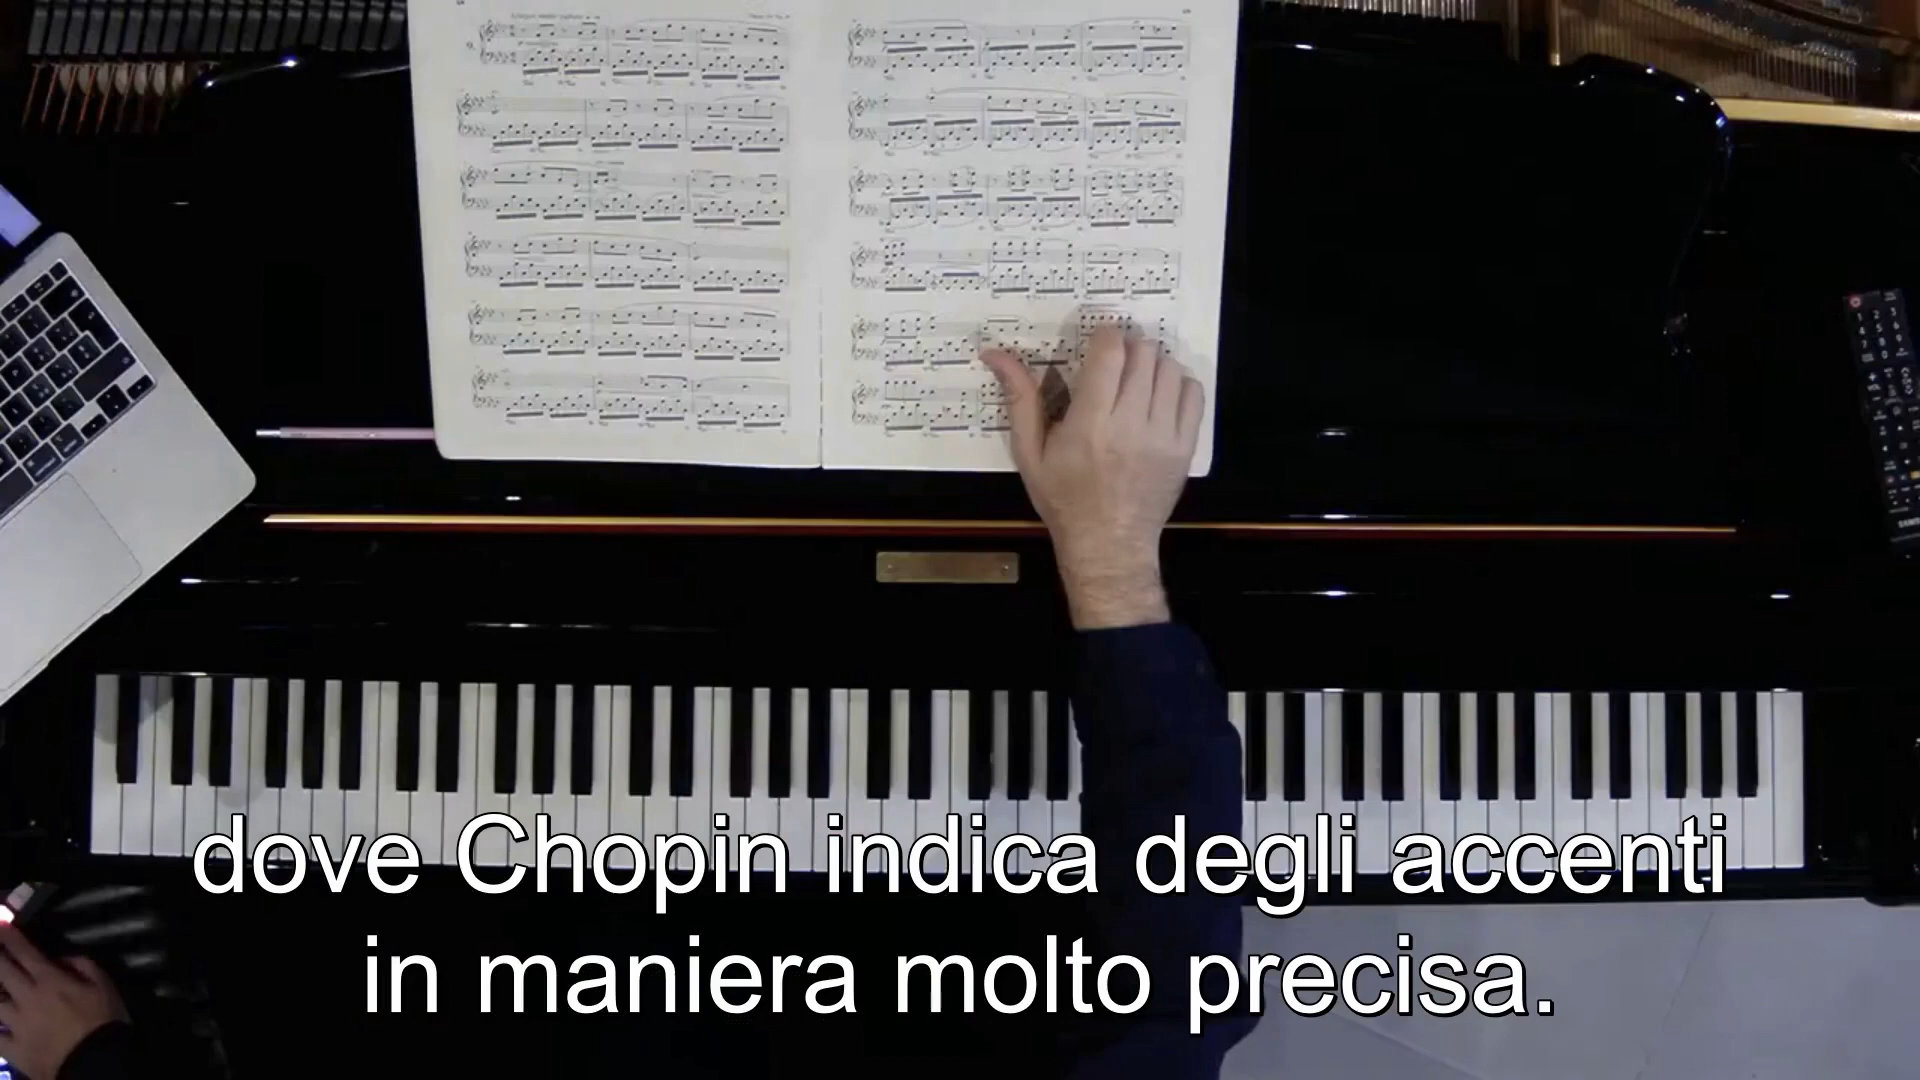 dove Chopin indica degli accenti
in maniera molto precisa.